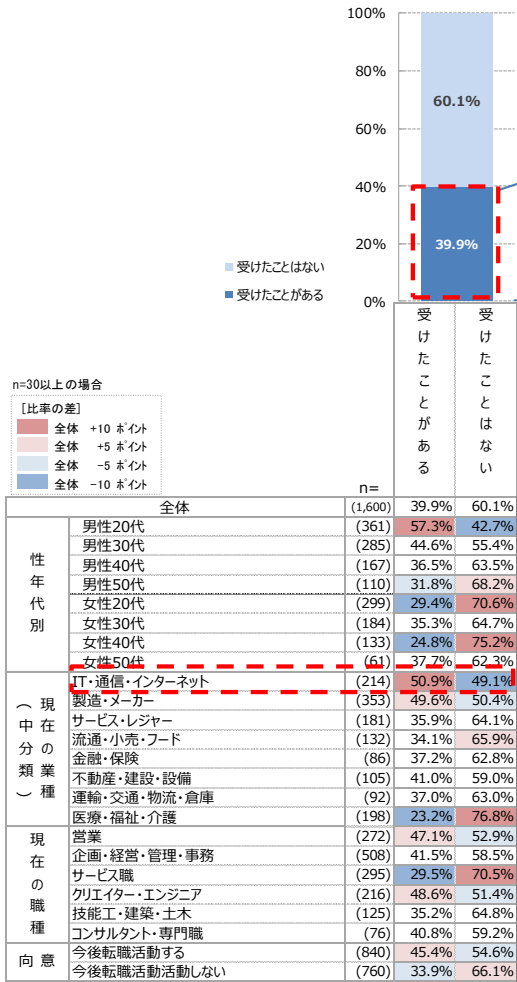 100%
80%
60.1%
60%
40%
39.9%
20%
0%
受けたことはない
受けたことがある
受けたことがある
受けたことはない
n=30以上の場合
[比率の差]
全体 +10 ポイント
全体 +5 ポイント
全体 -5 ポイント
全体 -10 ポイント
n=
全体 (1,600) 39.9% 60.1%
性年代別
男性20代 (361) 57.3% 42.7%
男性30代 (285) 44.6% 55.4%
男性40代 (167) 36.5% 63.5%
男性50代 (110) 31.8% 68.2%
女性20代 (299) 29.4% 70.6%
女性30代 (184) 35.3% 64.7%
女性40代 (133) 24.8% 75.2%
女性50代 (61) 37.7% 62.3%
現在の業種
(中分類)
IT・通信・インターネット (214) 50.9% 49.1%
製造・メーカー (353) 49.6% 50.4%
サービス・レジャー (181) 35.9% 64.1%
流通・小売・フード (132) 34.1% 65.9%
金融・保険 (86) 37.2% 62.8%
不動産・建設・設備 (105) 41.0% 59.0%
運輸・交通・物流・倉庫 (92) 37.0% 63.0%
医療・福祉・介護 (198) 23.2% 76.8%
現在の職種
営業 (272) 47.1% 52.9%
企画・経営・管理・事務 (508) 41.5% 58.5%
サービス職 (295) 29.5% 70.5%
クリエイター・エンジニア (216) 48.6% 51.4%
技能工・建築・土木 (125) 35.2% 64.8%
コンサルタント・専門職 (76) 40.8% 59.2%
意向
今後転職活動する (840) 45.4% 54.6%
今後転職活動活動しない (760) 33.9% 66.1%